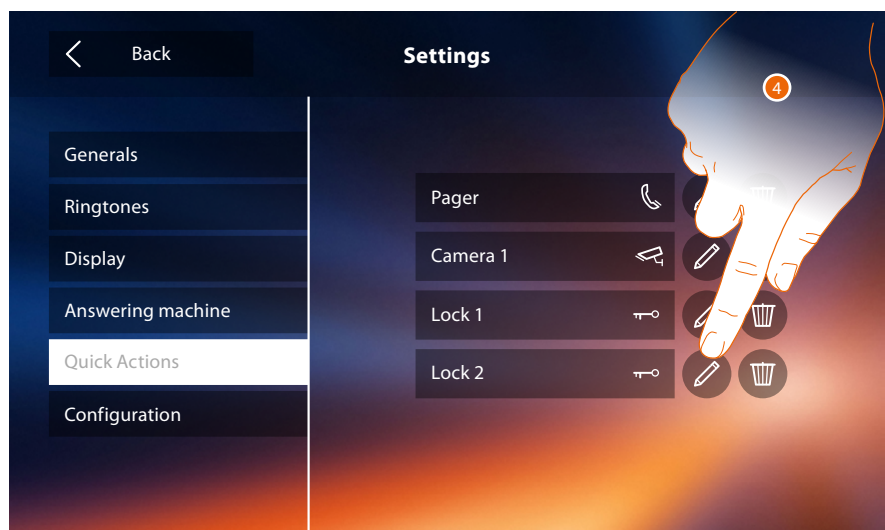 Back
Settings
4
Generals
Ringtones
Display
Answering machine
Quick Actions
Configuration
Pager
Camera 1
Lock 1
Lock 2